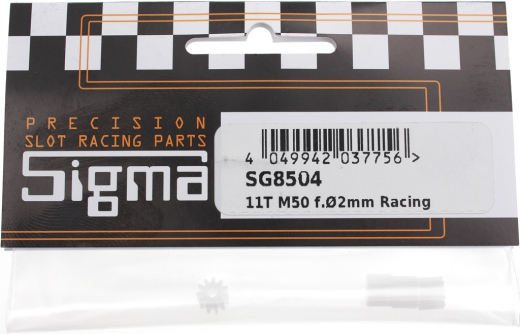 PRECISION
SLOT RACING PARTS
Sigma
4 049942 037756 >
SG8504
11T M50 f.Ø2mm Racing